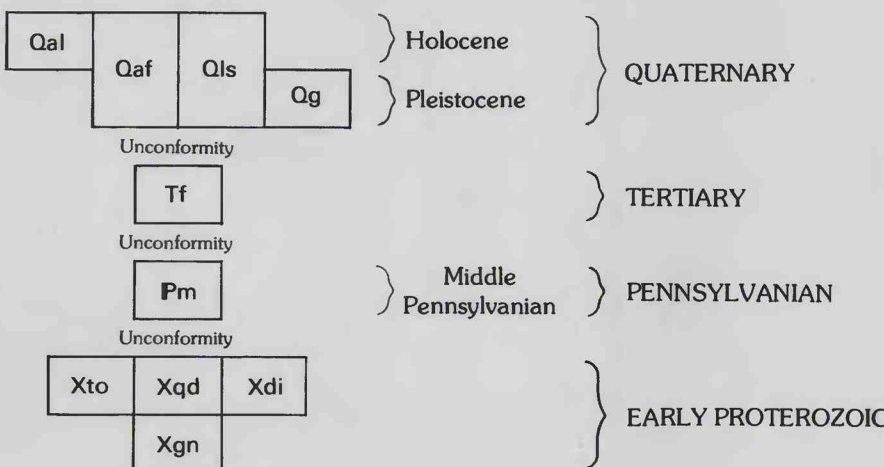 Qal
Qaf
Qls
Qg
Holocene
Pleistocene
QUATERNARY
Unconformity
Tf
TERTIARY
Unconformity
ℙm
Middle
Pennsylvanian
PENNSYLVANIAN
Unconformity
Xto
Xqd
Xdi
Xgn
EARLY PROTEROZOIC